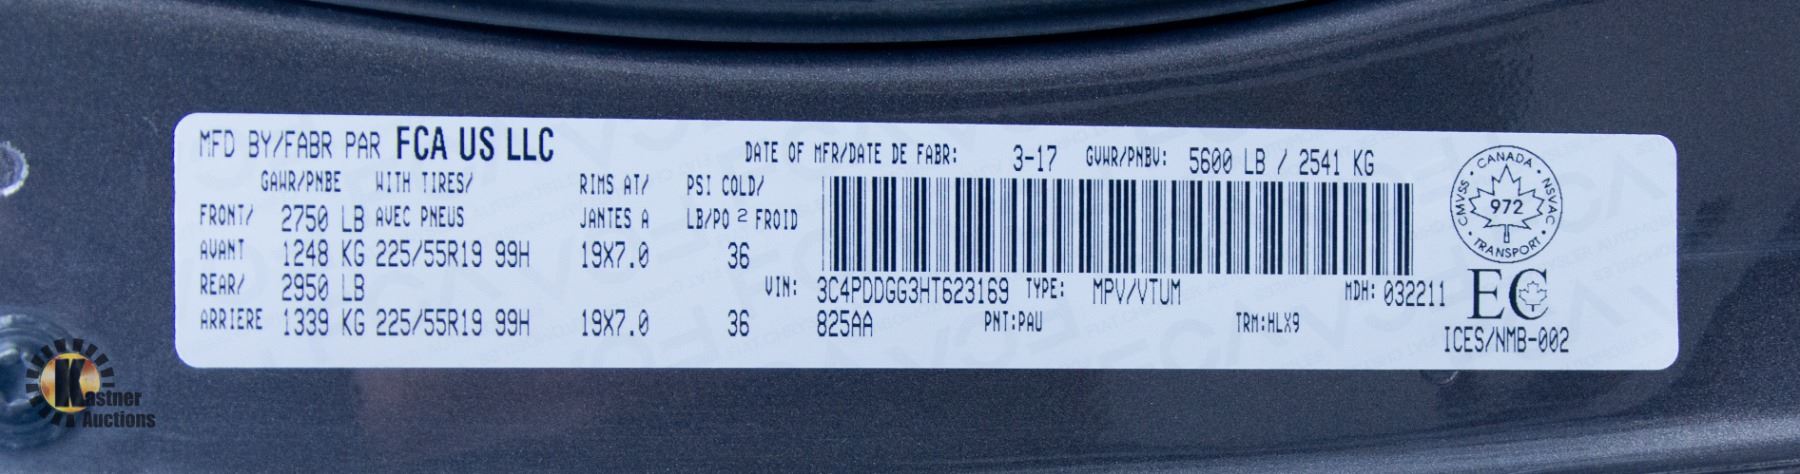 MFD BY/FABR PAR FCA US LLC
DATE OF MFR/DATE DE FABR: 3-17 GVWR/PNBV: 5600 LB / 2541 KG
GAWR/PNBE WITH TIRES/ RIMS AT/ PSI COLD/
FRONT/ 2750 LB AVEC PNEUS JANTES A LB/PO 2 FROID
AVANT 1248 KG 225/55R19 99H 19X7.0 36
REAR/ 2950 LB
ARRIERE 1339 KG 225/55R19 99H 19X7.0 36
VIN: 3C4PDDGG3HT623169 TYPE: MPV/VTUM MDH: 032211
825AA PNT:PAU TRM:HLX9
CANADA
CMVSS NSVAC
972
TRANSPORT
EC
ICES/NMB-002
Kastner
Auctions